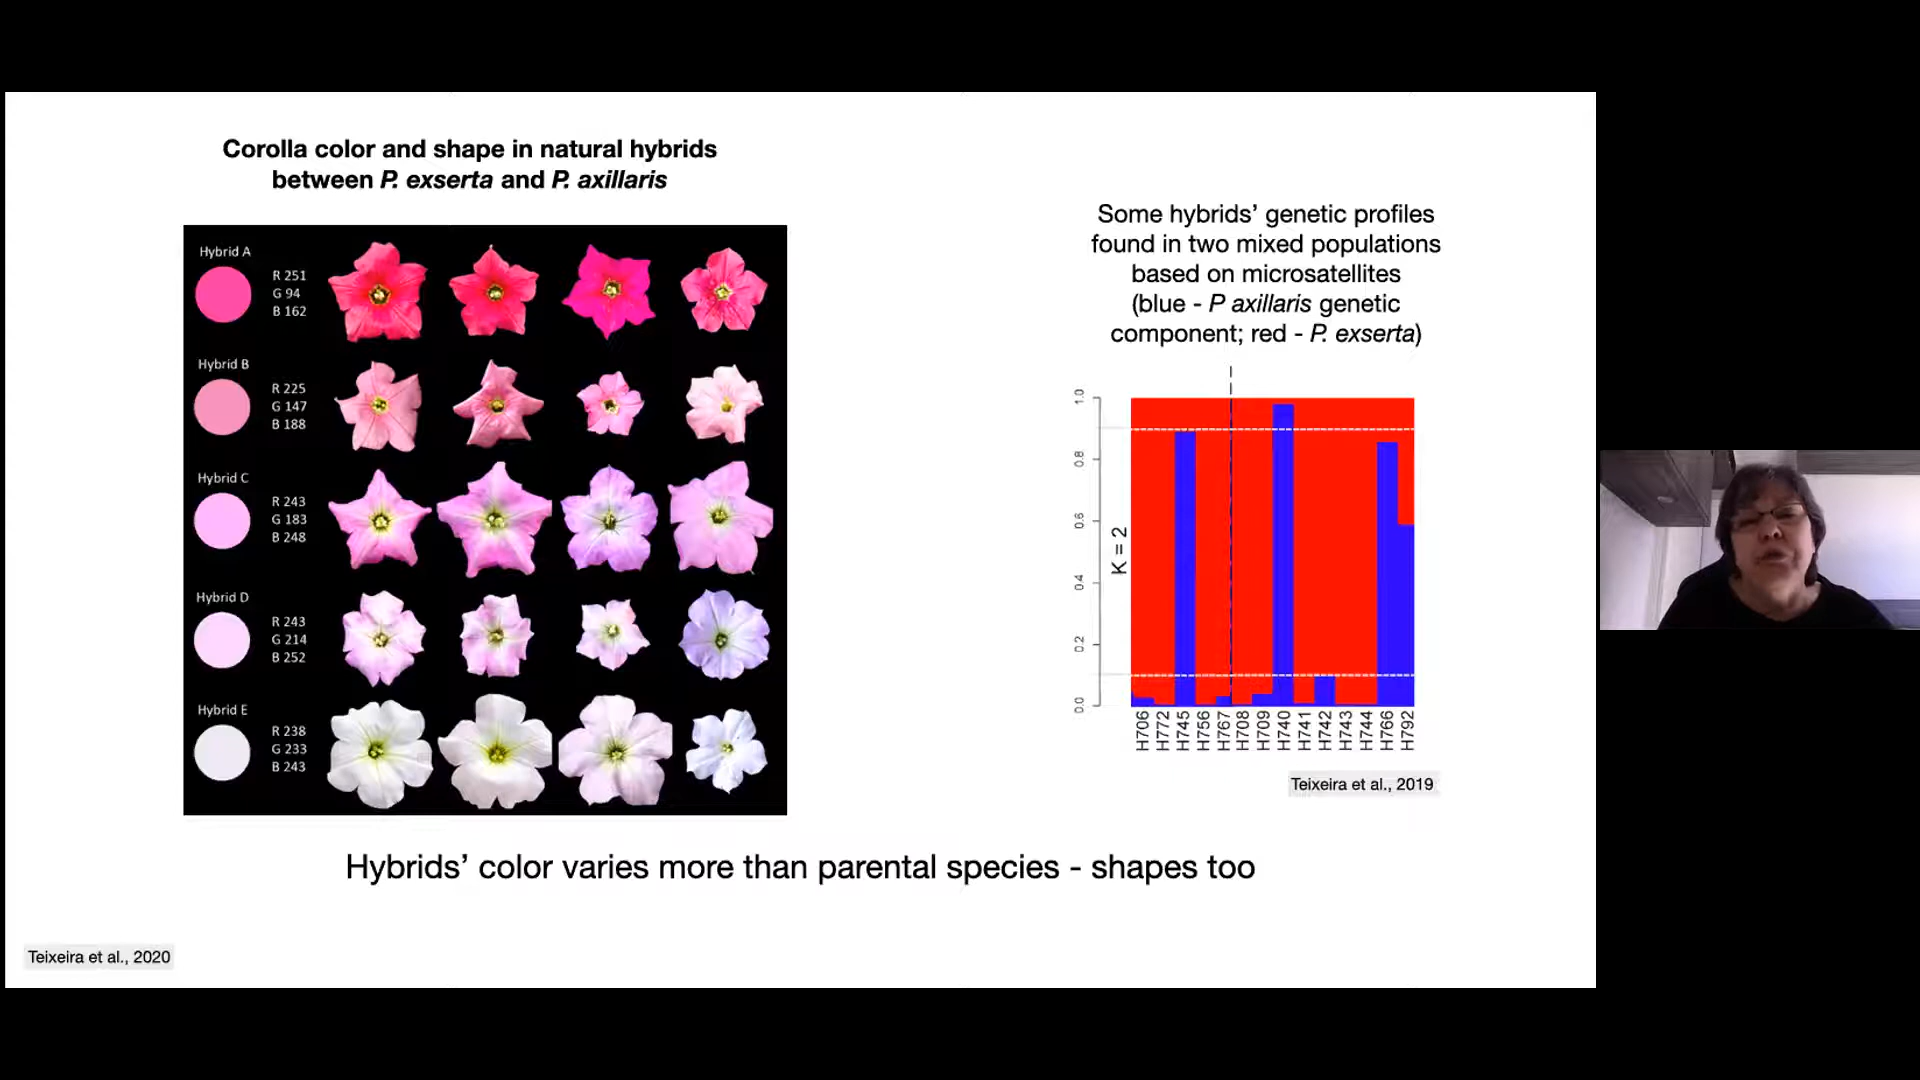 Corolla color and shape in natural hybrids
between P. exserta and P. axillaris
Hybrid A
R 251
G 94
B 162
Hybrid B
R 225
G 147
B 188
Hybrid C
R 243
G 183
B 248
Hybrid D
R 243
G 214
B 252
Hybrid E
R 238
G 233
B 243
Some hybrids’ genetic profiles
found in two mixed populations
based on microsatellites
(blue - P axillaris genetic
component; red - P. exserta)
1.0
0.8
0.6
0.4
0.2
0.0
K = 2
H706
H772
H745
H756
H767
H708
H709
H740
H741
H742
H743
H744
H766
H792
Teixeira et al., 2019
Hybrids’ color varies more than parental species - shapes too
Teixeira et al., 2020